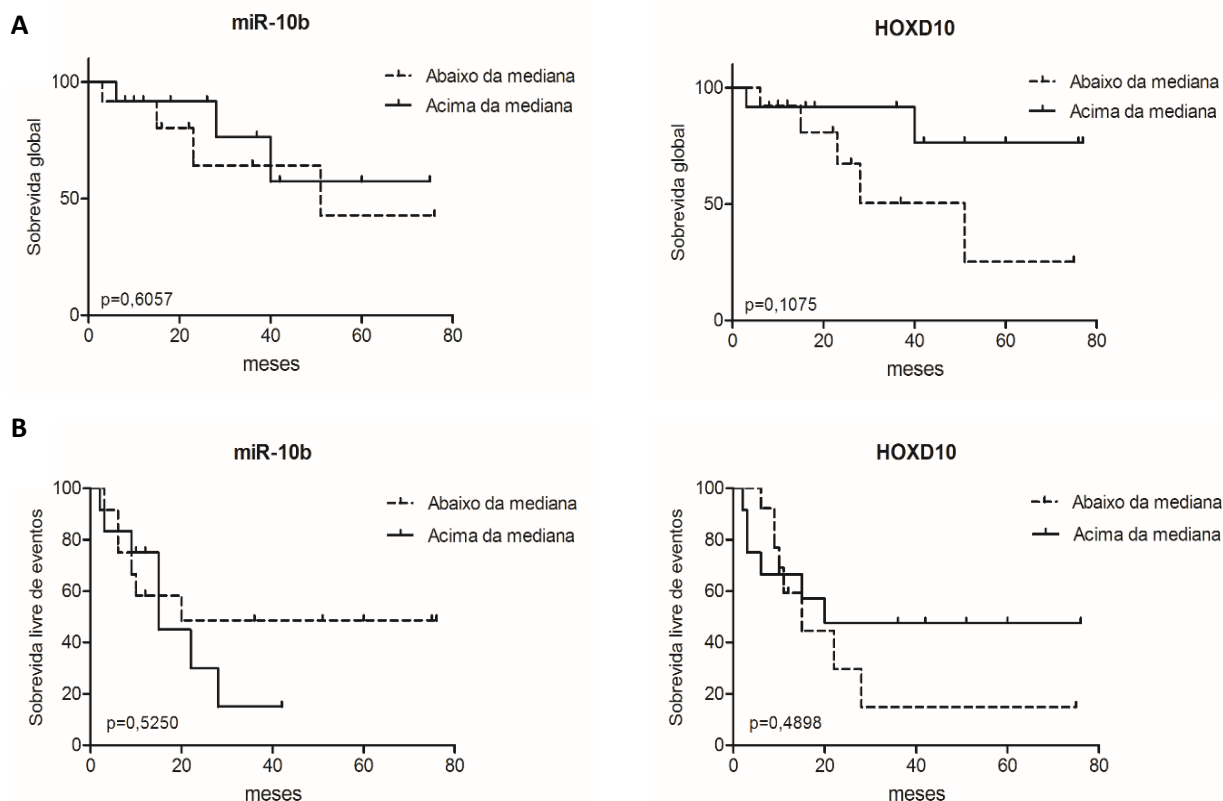 A
miR-10b
Abaixo da mediana
Acima da mediana
Sobrevida global
100
50
0
p=0,6057
0 20 40 60 80
meses
HOXD10
Abaixo da mediana
Acima da mediana
Sobrevida global
100
50
0
p=0,1075
0 20 40 60 80
meses
B
miR-10b
Abaixo da mediana
Acima da mediana
Sobrevida livre de eventos
100
80
60
40
20
0
p=0,5250
0 20 40 60 80
meses
HOXD10
Abaixo da mediana
Acima da mediana
Sobrevida livre de eventos
100
80
60
40
20
0
p=0,4898
0 20 40 60 80
meses